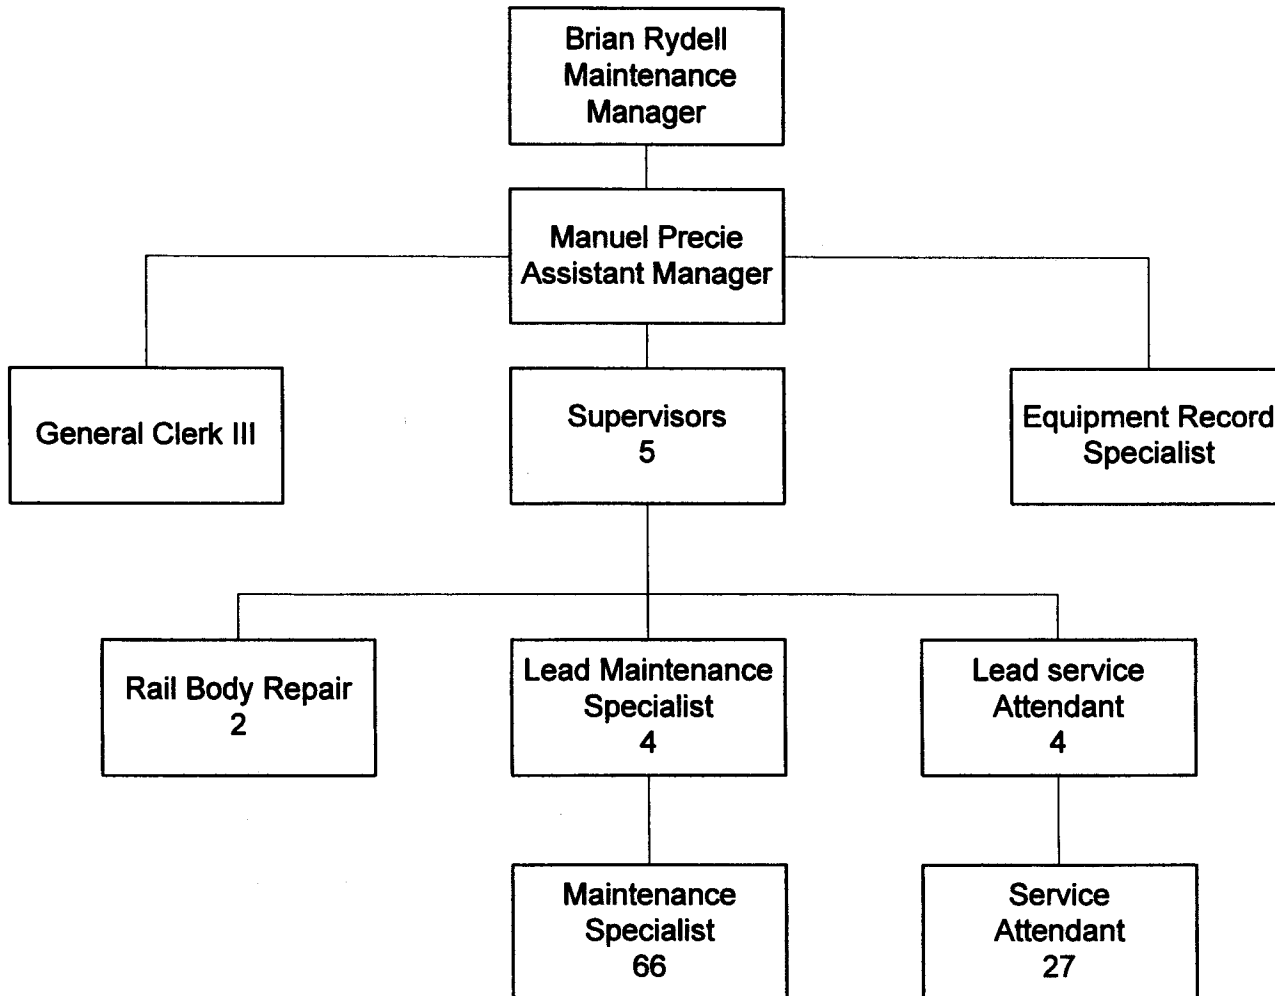 Brian Rydell
Maintenance
Manager
Manuel Precie
Assistant Manager
General Clerk III
Supervisors
5
Equipment Record
Specialist
Rail Body Repair
2
Lead Maintenance
Specialist
4
Lead service
Attendant
4
Maintenance
Specialist
66
Service
Attendant
27